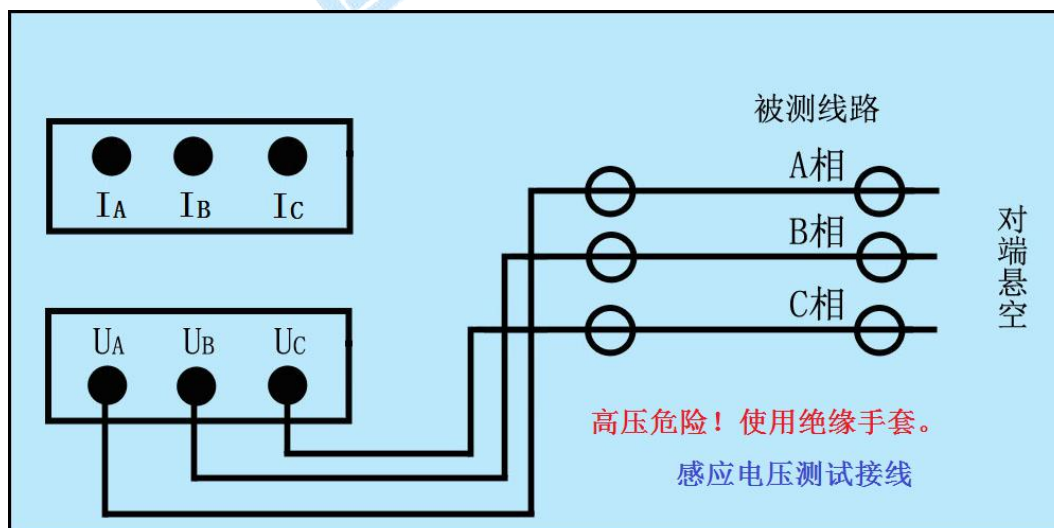 被测线路
IA IB IC
A相
B相
C相
对端悬空
UA UB UC
高压危险！使用绝缘手套。
感应电压测试接线